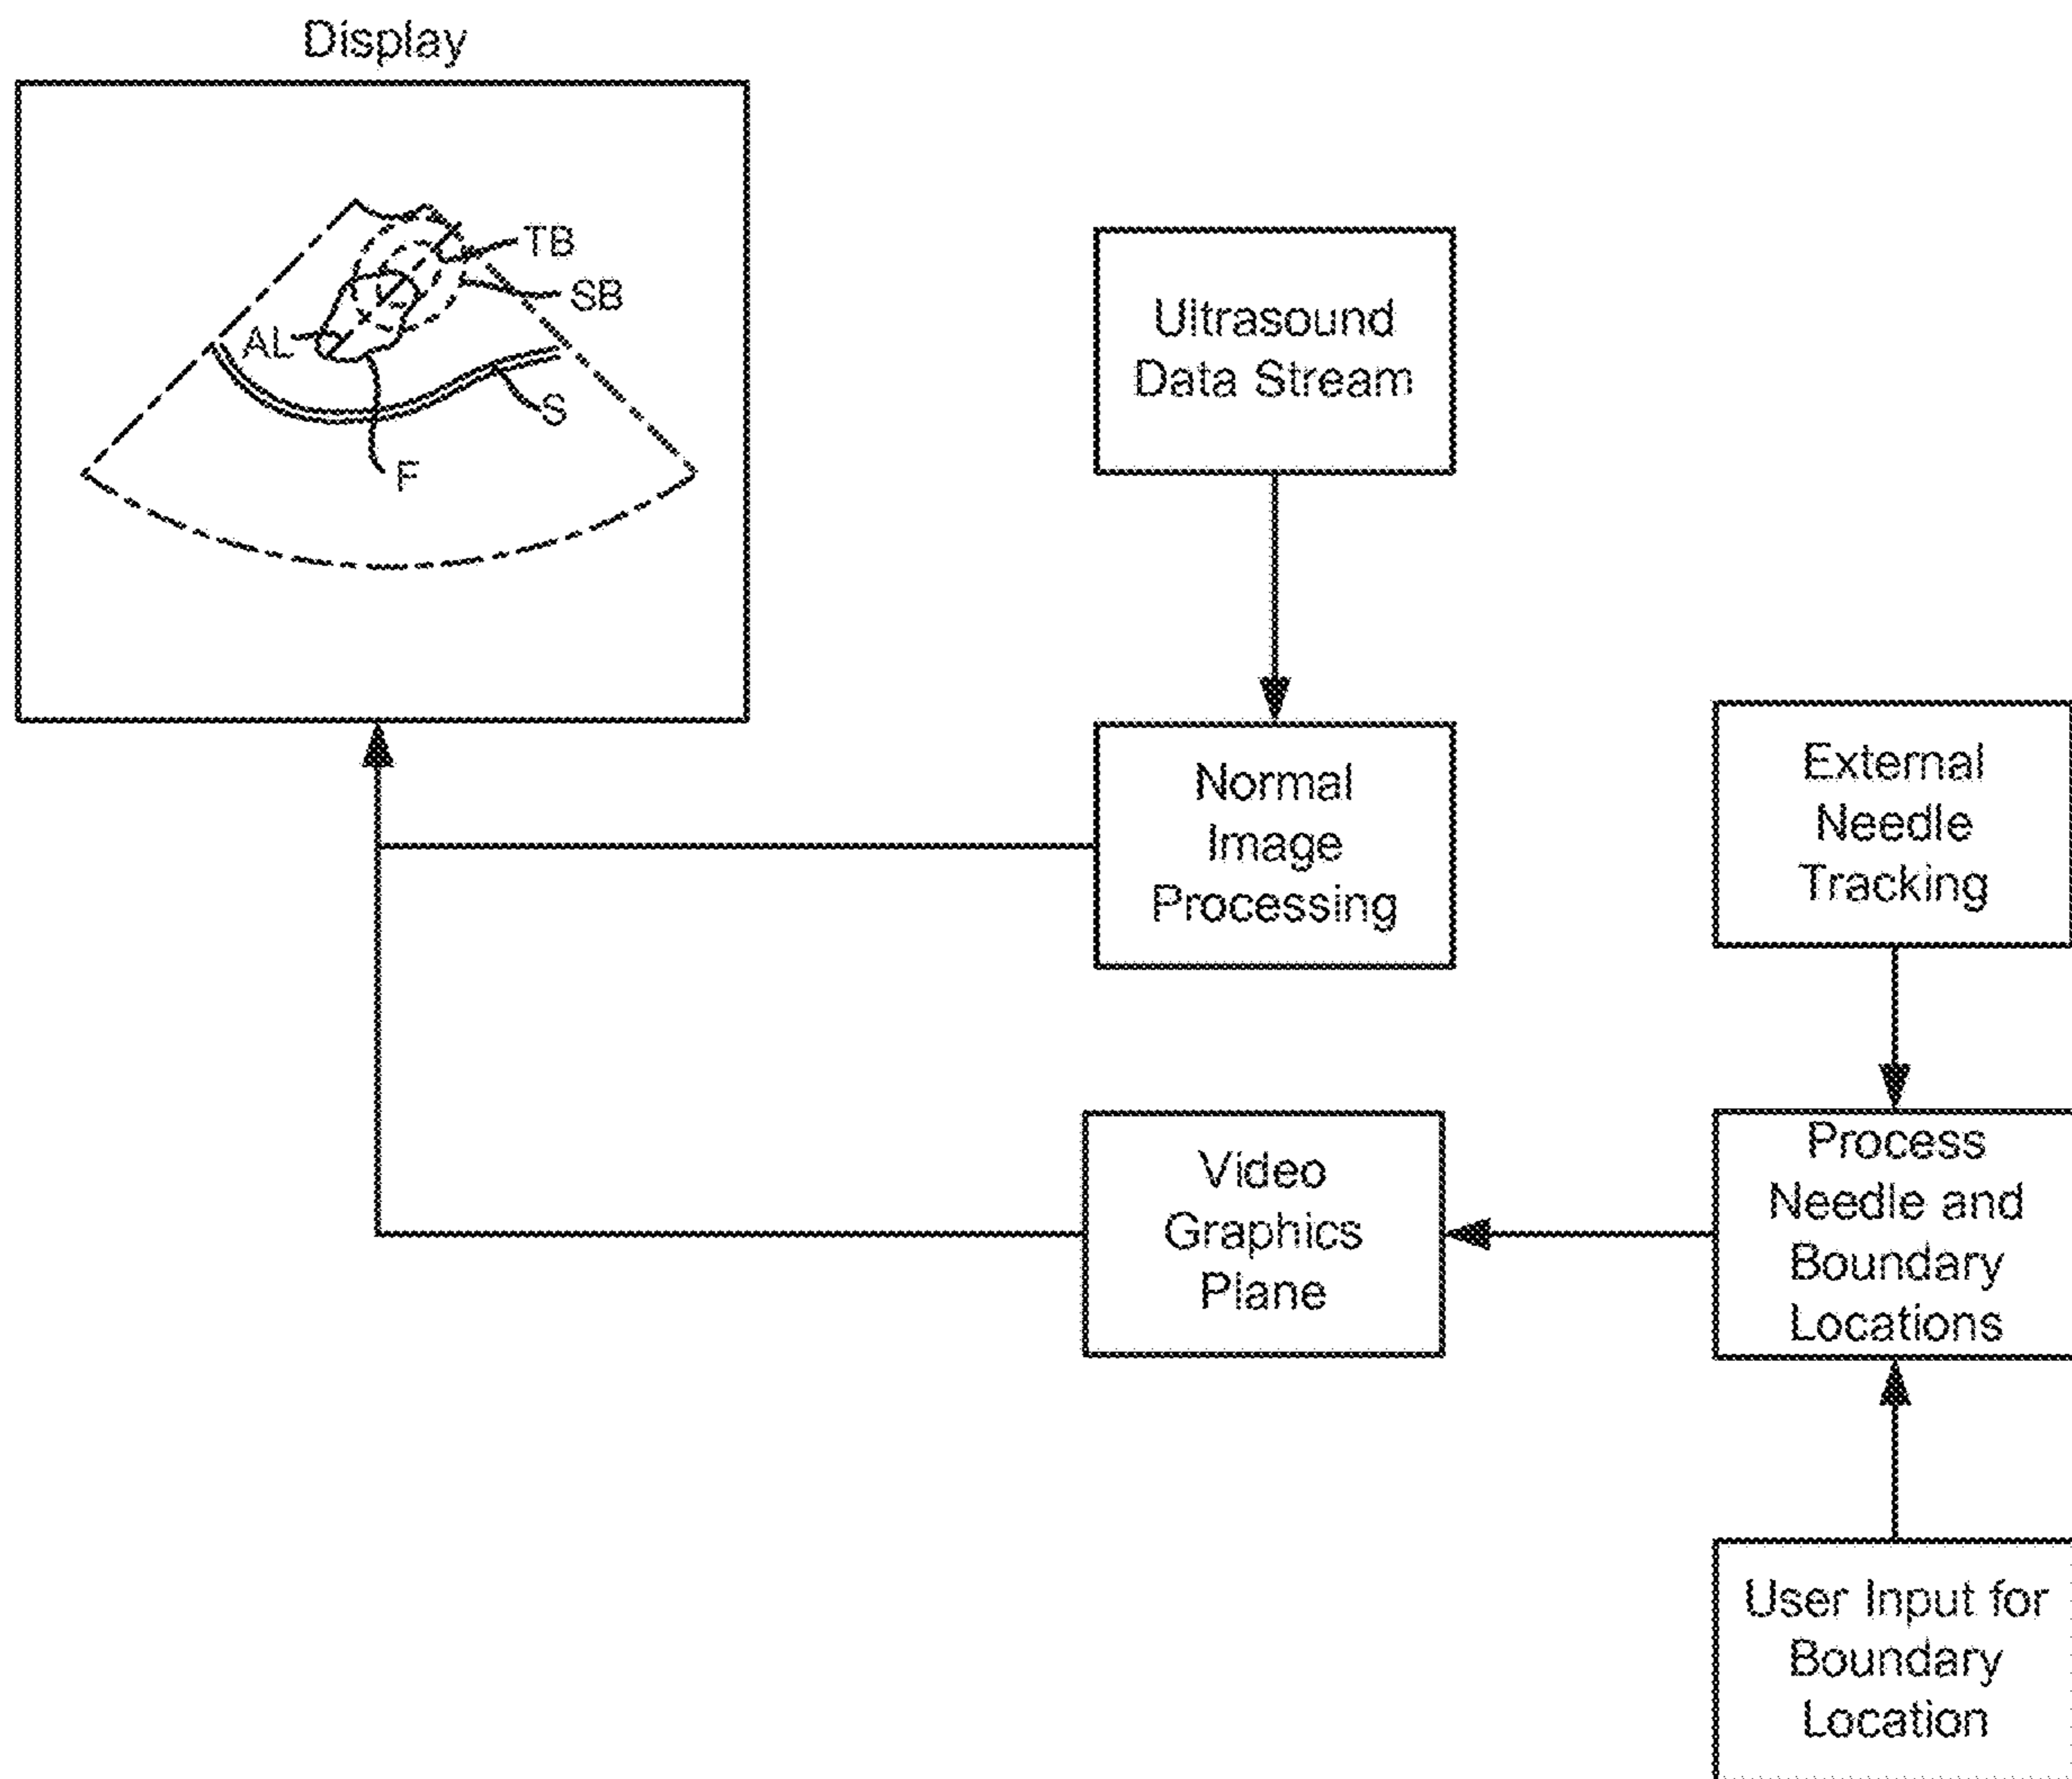 Display
TB
SB
AL
S
F
Ultrasound
Data Stream
Normal
Image
Processing
External
Needle
Tracking
Video
Graphics
Plane
Process
Needle and
Boundary
Locations
User Input for
Boundary
Location